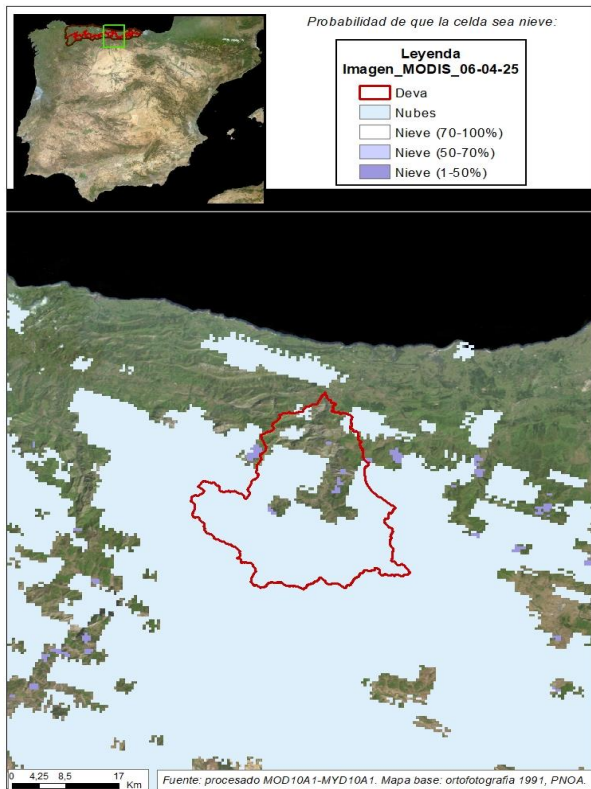 Probabilidad de que la celda sea nieve:
Leyenda
Imagen_MODIS_06-04-25
Deva
Nubes
Nieve (70-100%)
Nieve (50-70%)
Nieve (1-50%)
0 4,25 8,5 17
Km
Fuente: procesado MOD10A1-MYD10A1. Mapa base: ortofotografia 1991, PNOA.